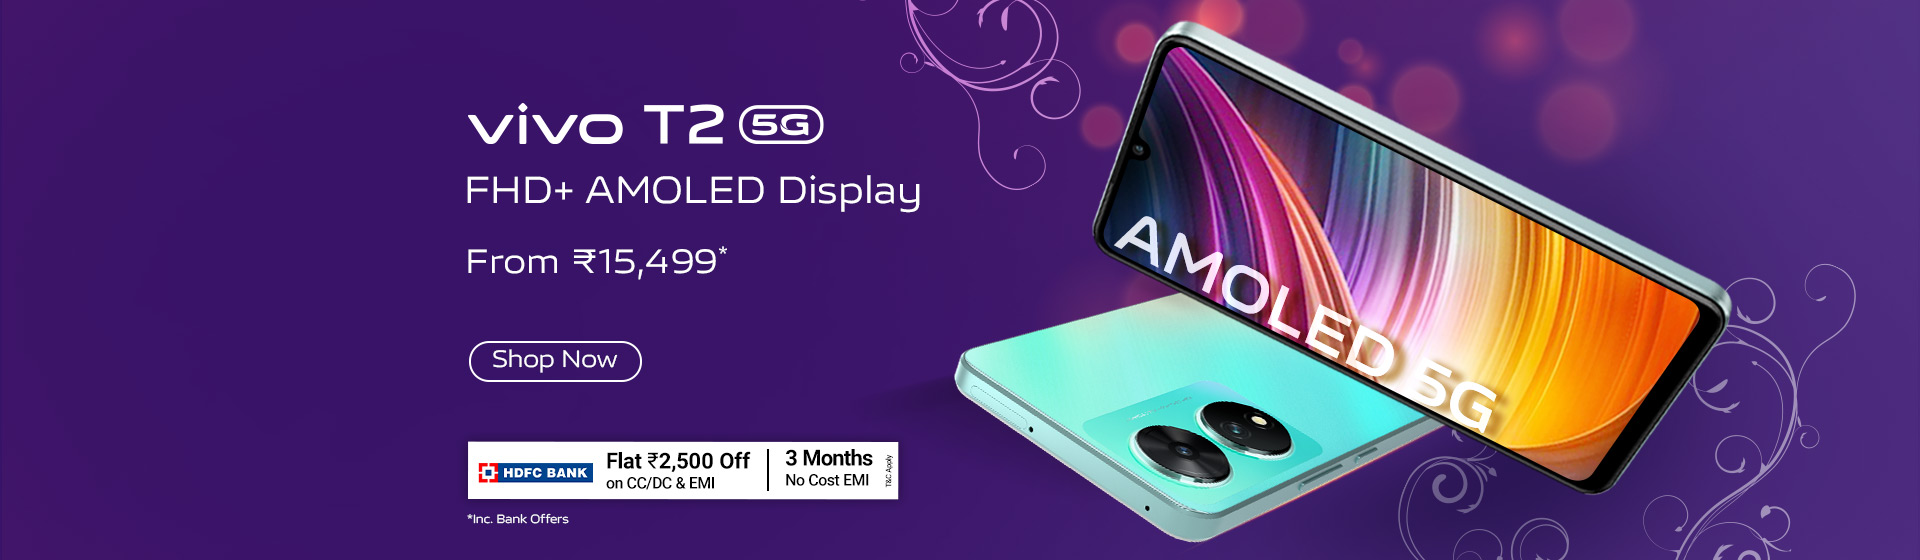 vivo T2 5G
FHD+ AMOLED Display
From ₹15,499*
Shop Now
HDFC BANK
Flat ₹2,500 Off
on CC/DC & EMI
3 Months
No Cost EMI
T&C Apply
*Inc. Bank Offers
AMOLED 5G